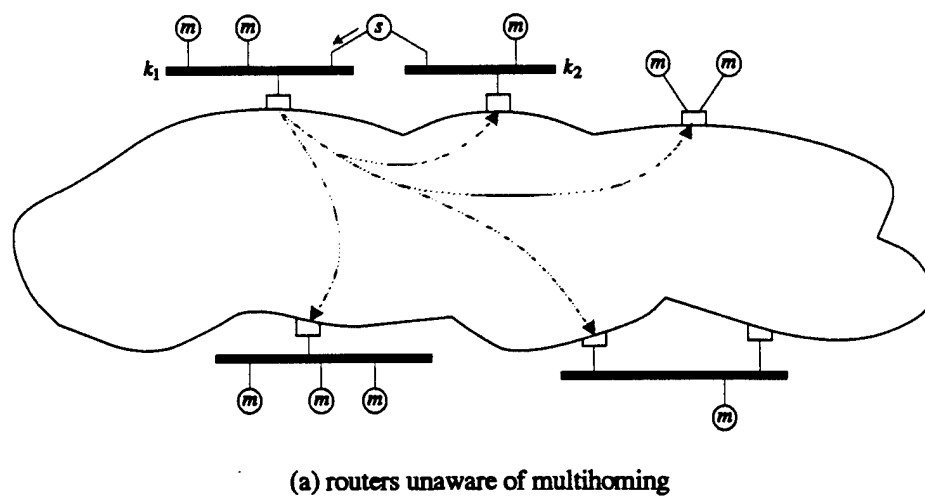 m m s m
k1 k2 m m
m m m
m
(a) routers unaware of multihoming